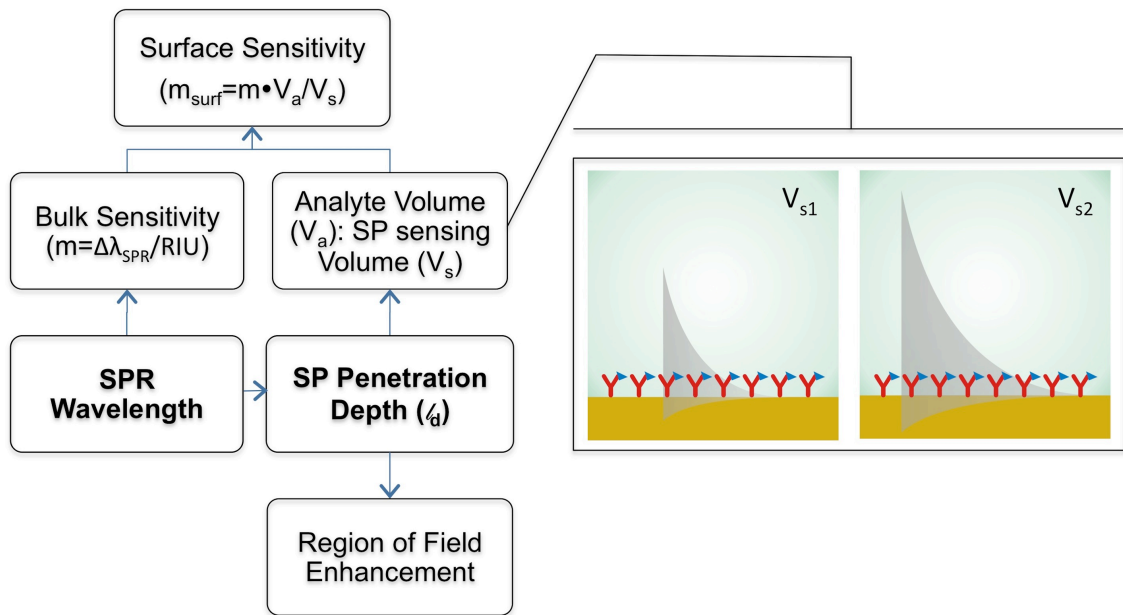 Surface Sensitivity
(m_surf=m•V_a/V_s)
Bulk Sensitivity
(m=Δλ_SPR/RIU)
Analyte Volume
(V_a): SP sensing
Volume (V_s)
SPR
Wavelength
SP Penetration
Depth (ℓ_d)
Region of Field
Enhancement
V_s1
V_s2